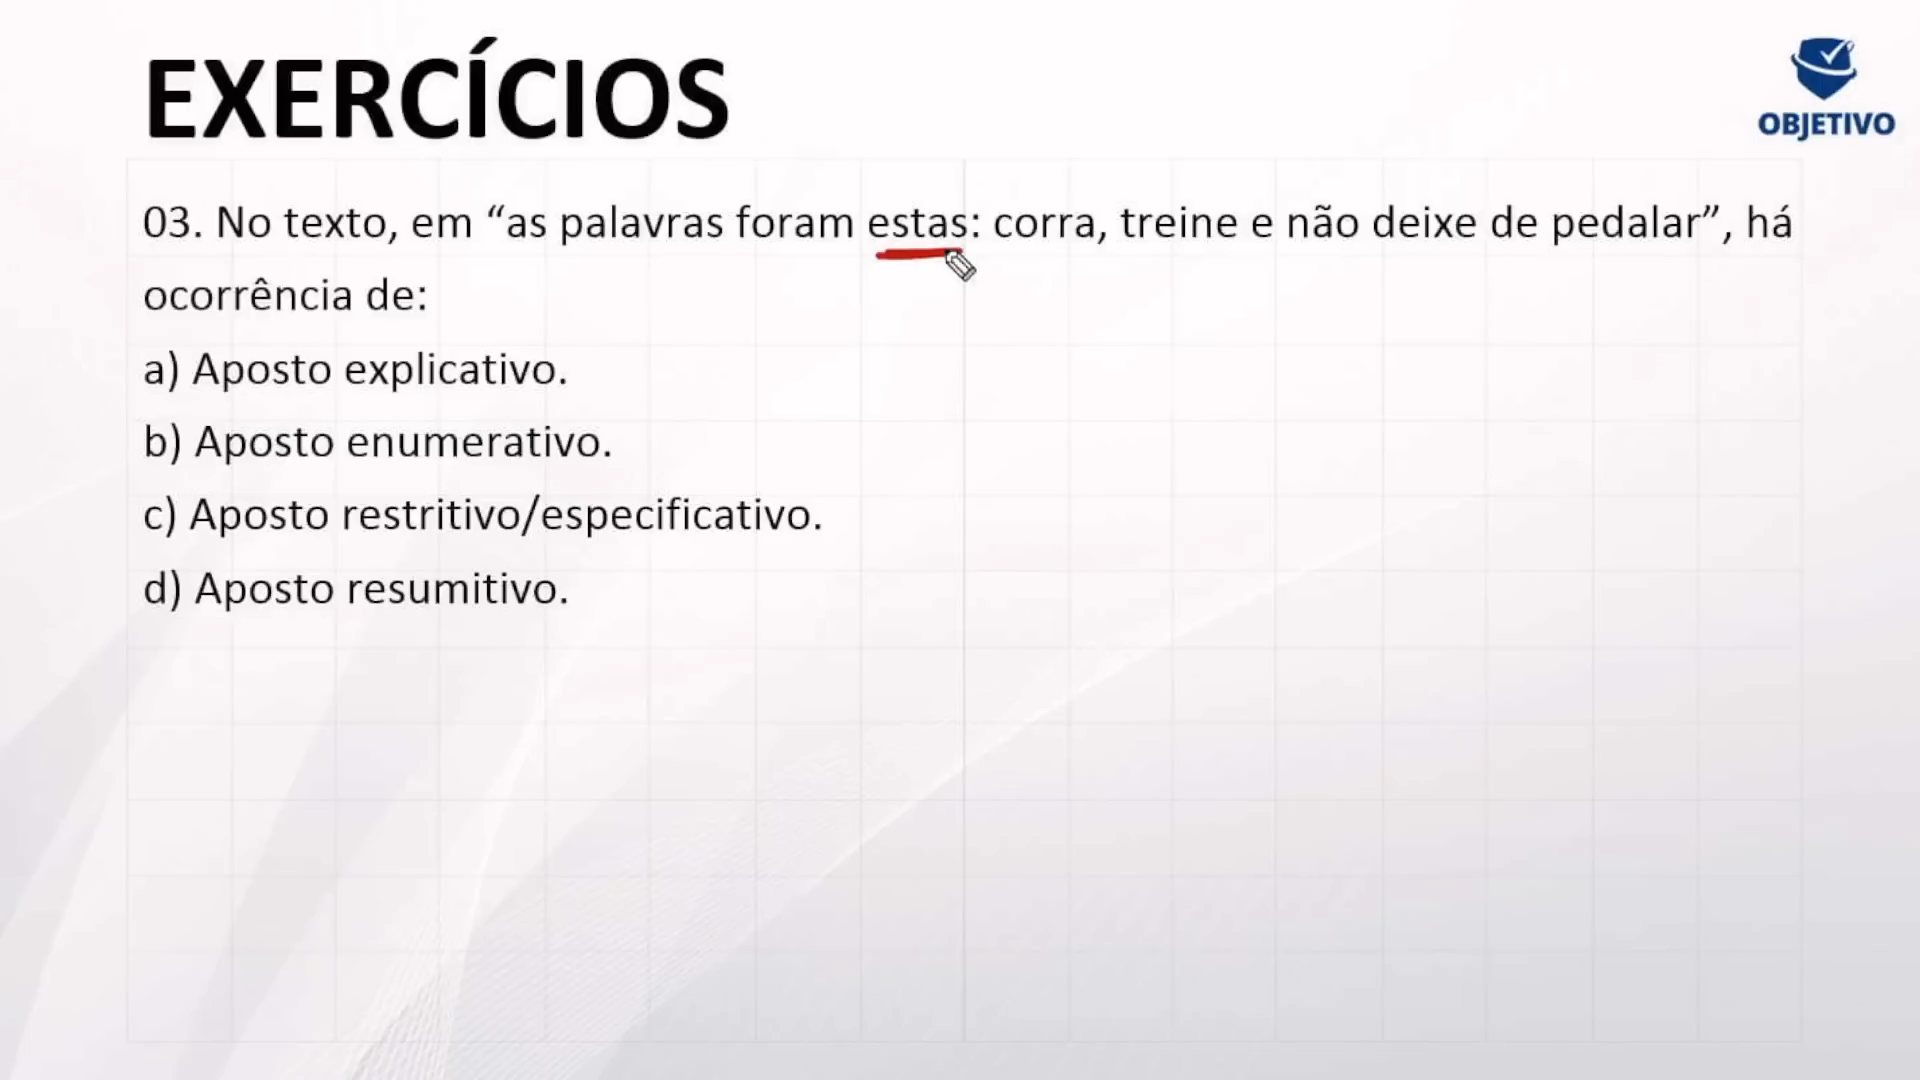 EXERCÍCIOS
OBJETIVO
03. No texto, em “as palavras foram estas: corra, treine e não deixe de pedalar”, há
ocorrência de:
a) Aposto explicativo.
b) Aposto enumerativo.
c) Aposto restritivo/especificativo.
d) Aposto resumitivo.